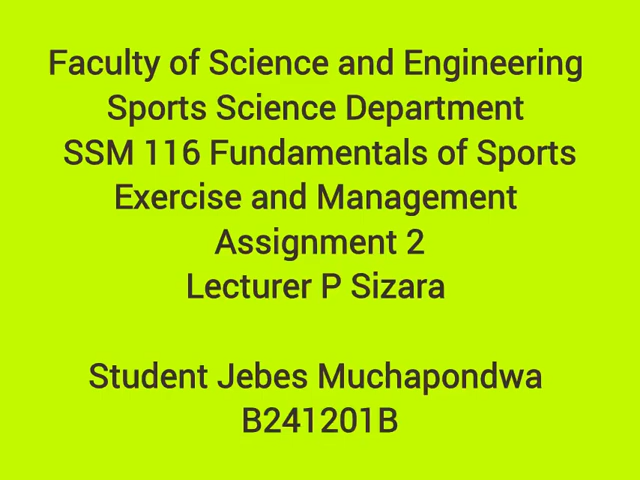 Faculty of Science and Engineering
Sports Science Department
SSM 116 Fundamentals of Sports
Exercise and Management
Assignment 2
Lecturer P Sizara
Student Jebes Muchapondwa
B241201B